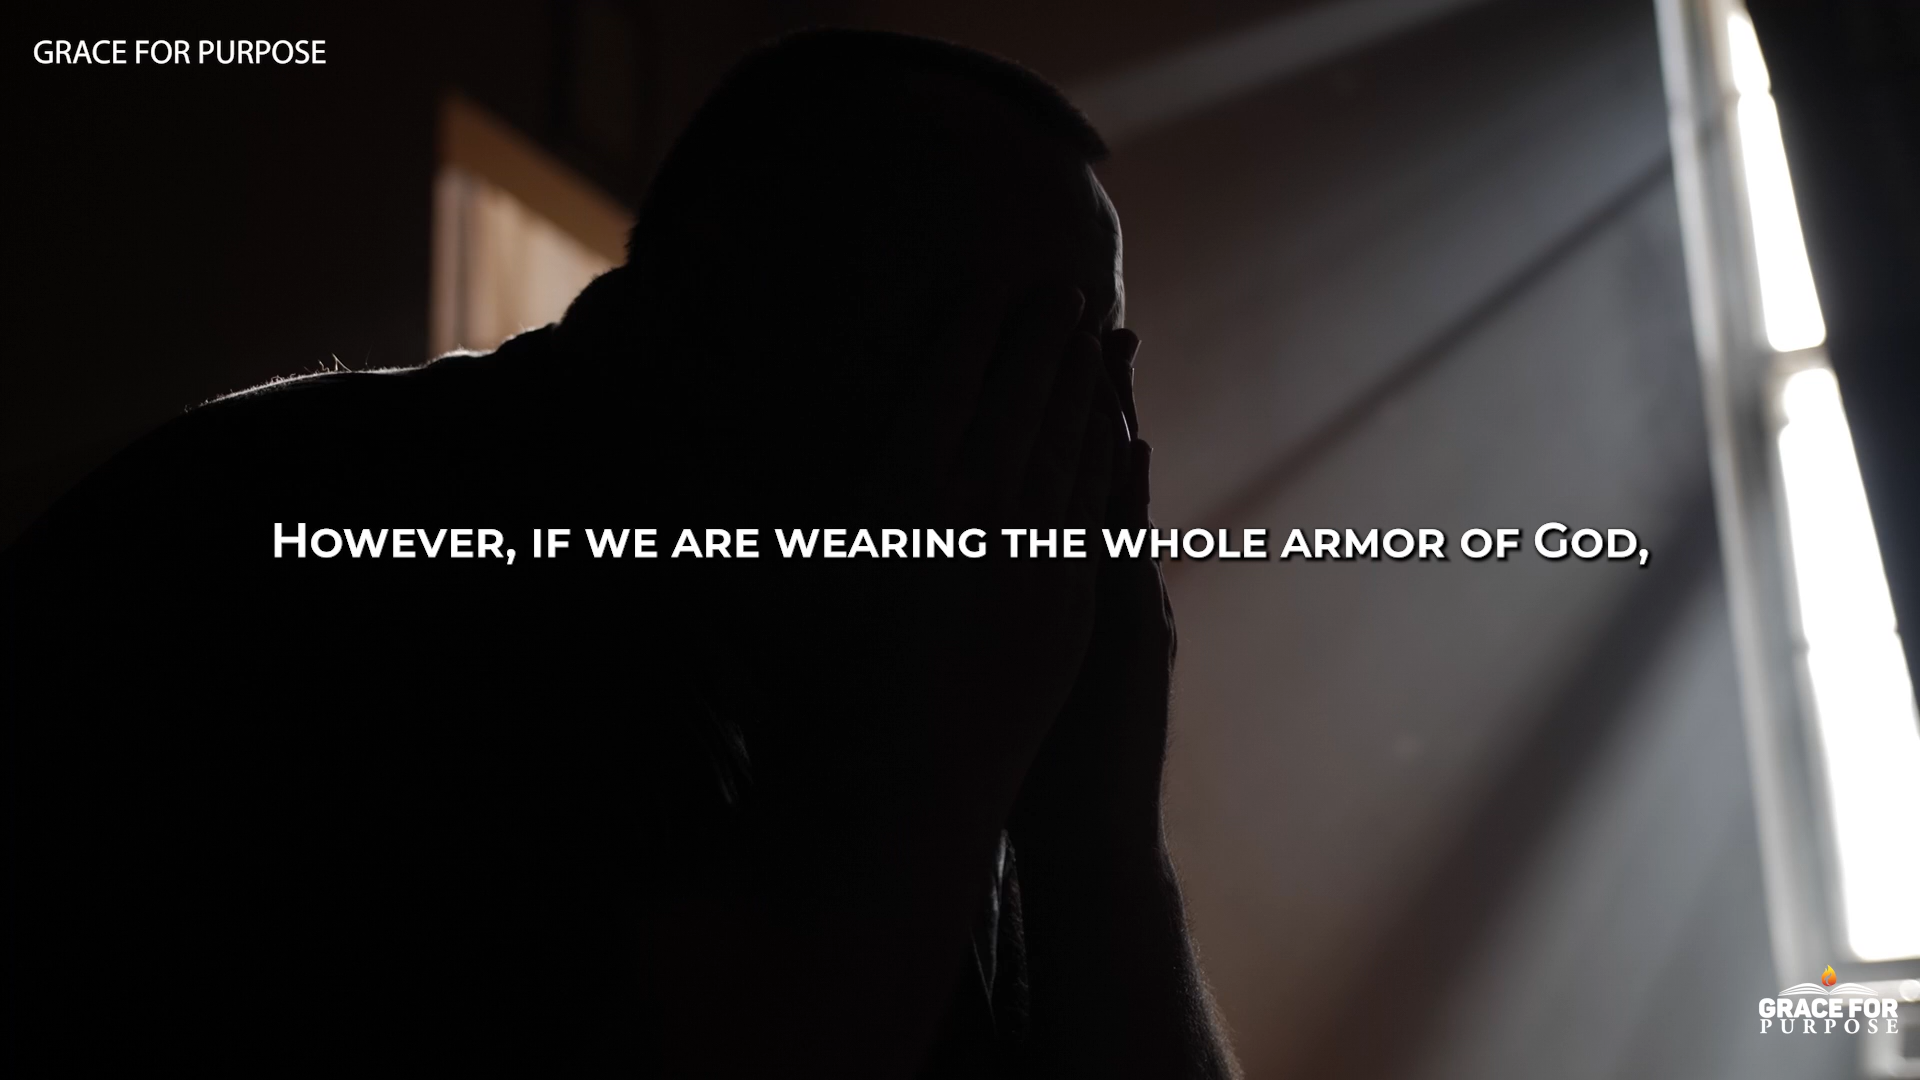 GRACE FOR PURPOSE
However, if we are wearing the whole armor of God,
GRACE FOR
PURPOSE